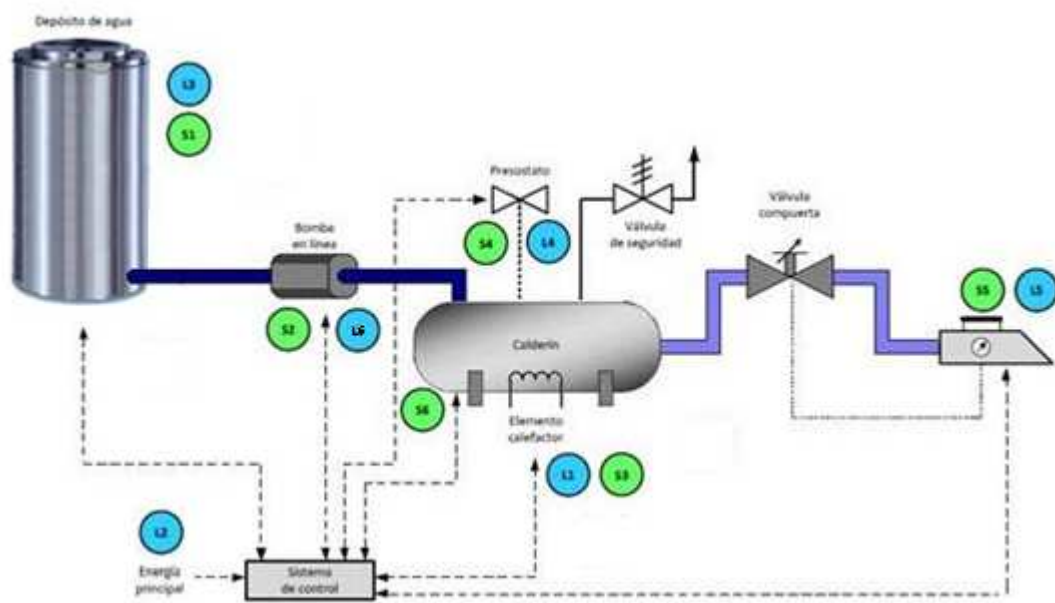 Depósito de agua
L3
S1
Presostato
Válvula
compuerta
Bomba
en línea
S4
L4
Válvula
de seguridad
S5
L5
S2
L6
Calderín
S6
Elemento
calefactor
L1
S3
L2
Energía
principal
Sistema
de control